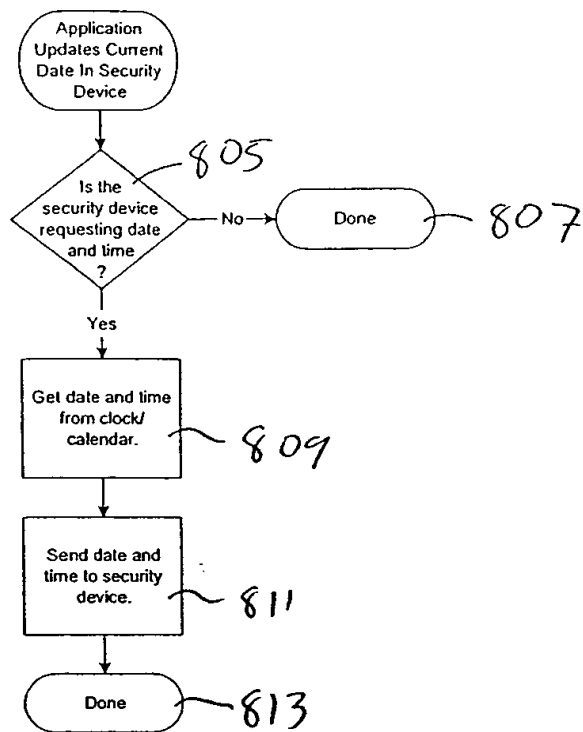 Application
Updates Current
Date In Security
Device
805
Is the
security device
requesting date
and time
?
No
Done
807
Yes
Get date and time
from clock/
calendar.
809
Send date and
time to security
device.
811
Done
813